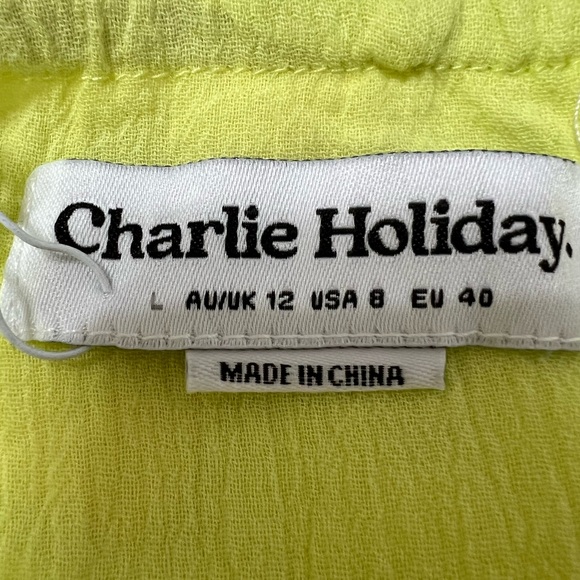 Charlie Holiday.
L AU/UK 12 USA 8 EU 40
MADE IN CHINA